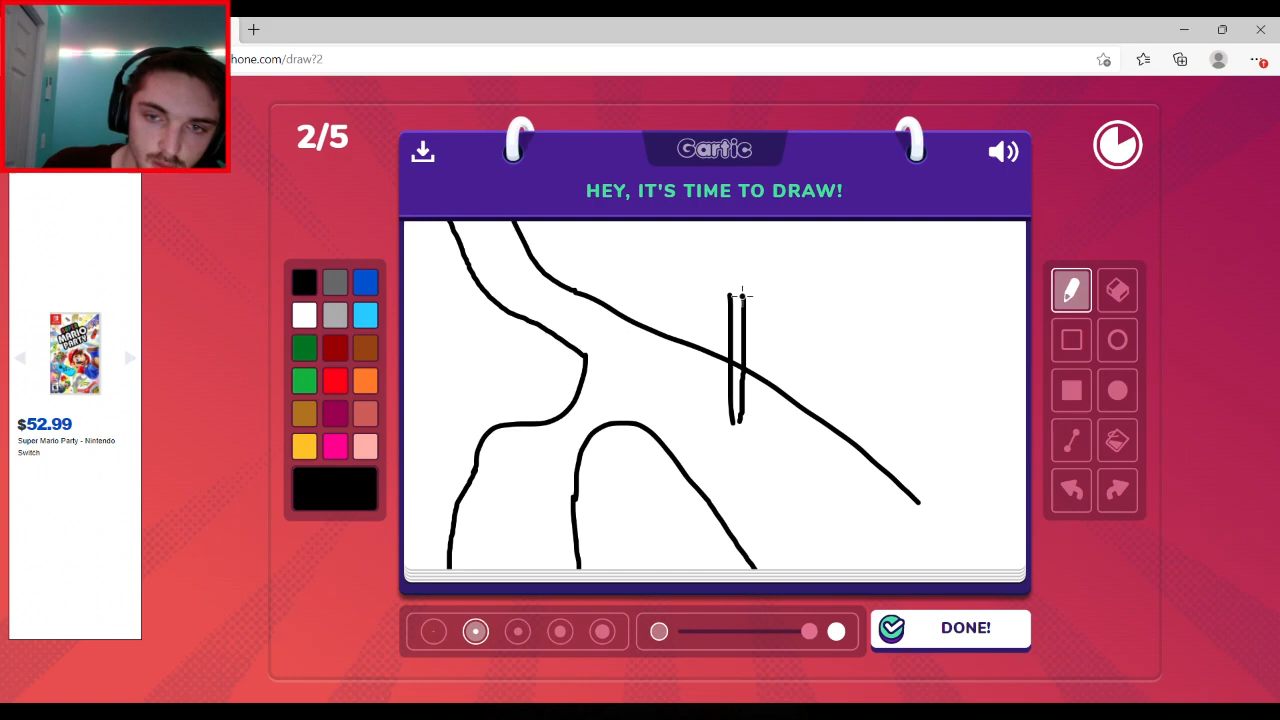 hone.com/draw?2
2/5
Gartic
HEY, IT'S TIME TO DRAW!
$52.99
Super Mario Party - Nintendo
Switch
DONE!